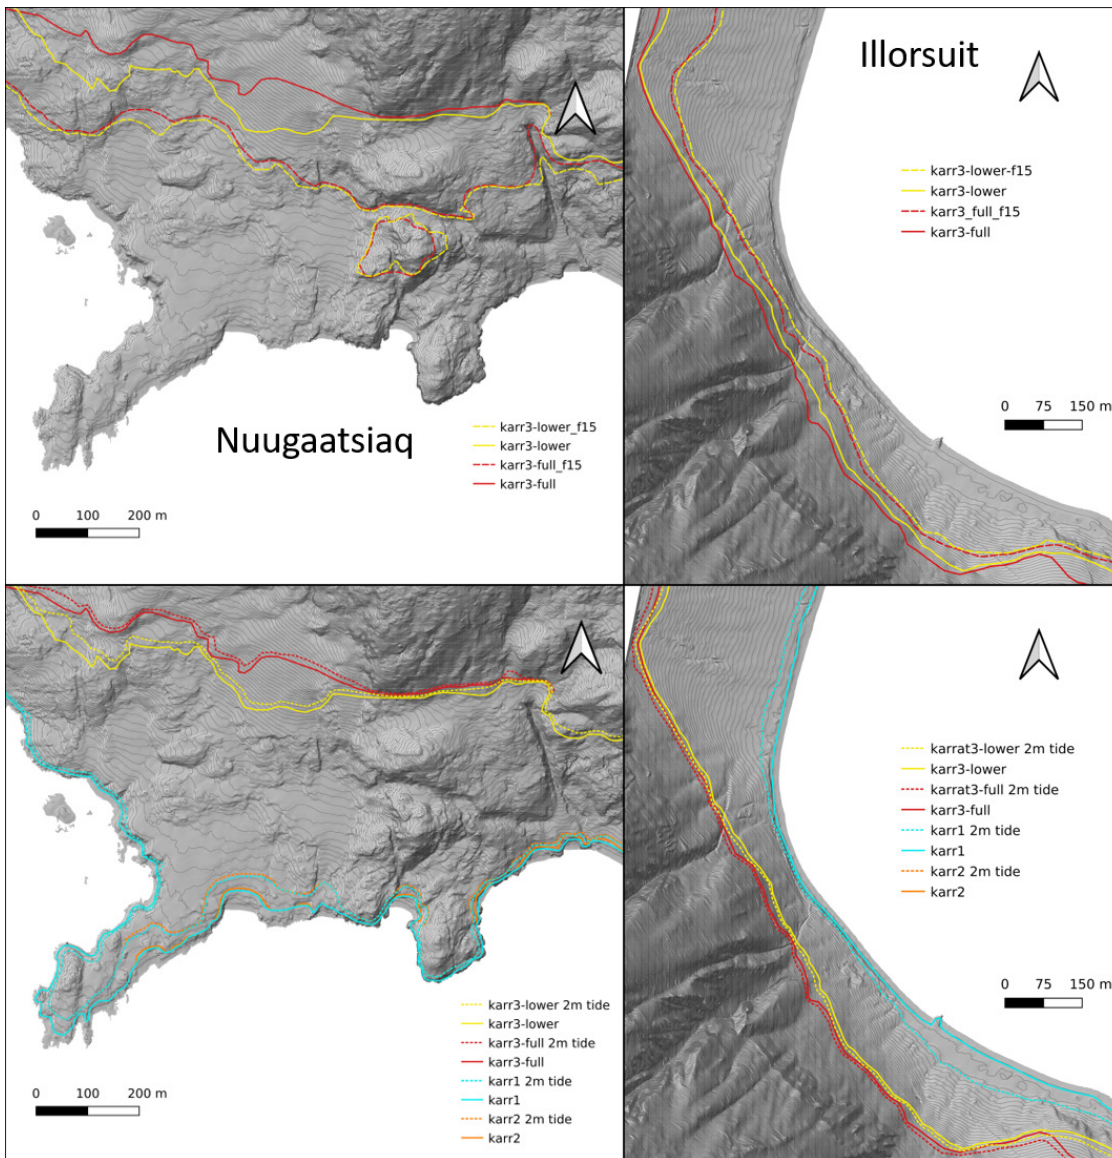 Nuugaatsiaq
karr3-lower_f15
karr3-lower
karr3-full_f15
karr3-full
0 100 200 m
Illorsuit
karr3-lower-f15
karr3-lower
karr3_full_f15
karr3-full
0 75 150 m
karr3-lower 2m tide
karr3-lower
karr3-full 2m tide
karr3-full
karr1 2m tide
karr1
karr2 2m tide
karr2
0 100 200 m
karrat3-lower 2m tide
karr3-lower
karrat3-full 2m tide
karr3-full
karr1 2m tide
karr1
karr2 2m tide
karr2
0 75 150 m